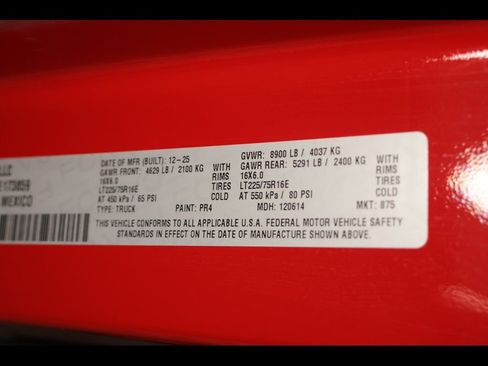 LLC
DATE OF MFR (BUILT): 12-25 GVWR: 8900 LB / 4037 KG
GAWR FRONT: 4629 LB / 2100 KG WITH GAWR REAR: 5291 LB / 2400 KG WITH
16X6.0 RIMS 16X6.0 RIMS
LT225/75R16E TIRES LT225/75R16E TIRES
AT 450 kPa / 65 PSI COLD AT 550 kPa / 80 PSI COLD
MEXICO TYPE: TRUCK PAINT: PR4 MDH: 120614 MKT: 875
THIS VEHICLE CONFORMS TO ALL APPLICABLE U.S.A. FEDERAL MOTOR VEHICLE SAFETY
STANDARDS IN EFFECT ON THE DATE OF MANUFACTURE SHOWN ABOVE.